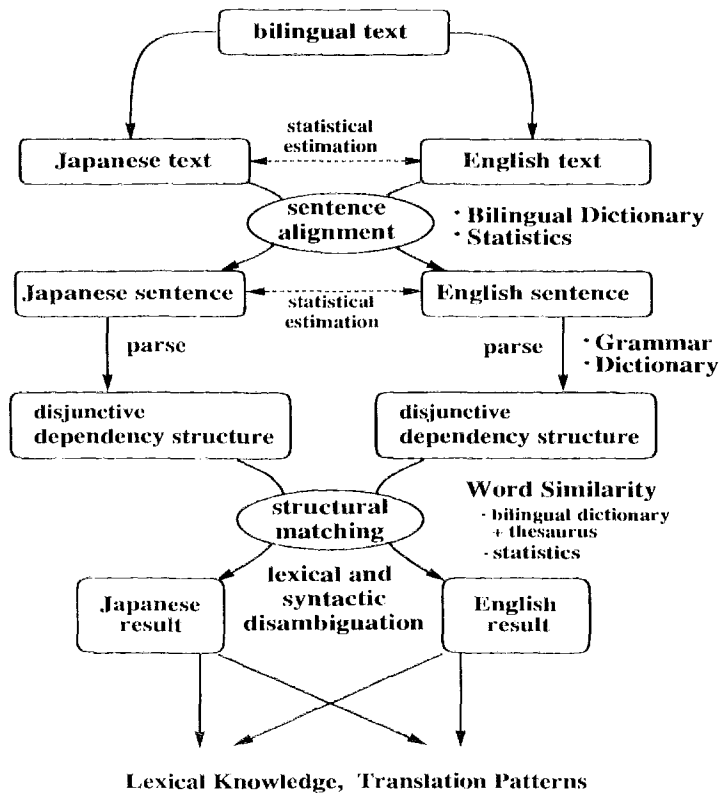 bilingual text
statistical
estimation
Japanese text
English text
sentence
alignment
· Bilingual Dictionary
· Statistics
Japanese sentence
statistical
estimation
English sentence
parse
parse
· Grammar
· Dictionary
disjunctive
dependency structure
disjunctive
dependency structure
structural
matching
Word Similarity
- bilingual dictionary
+ thesaurus
- statistics
lexical and
syntactic
disambiguation
Japanese
result
English
result
Lexical Knowledge, Translation Patterns